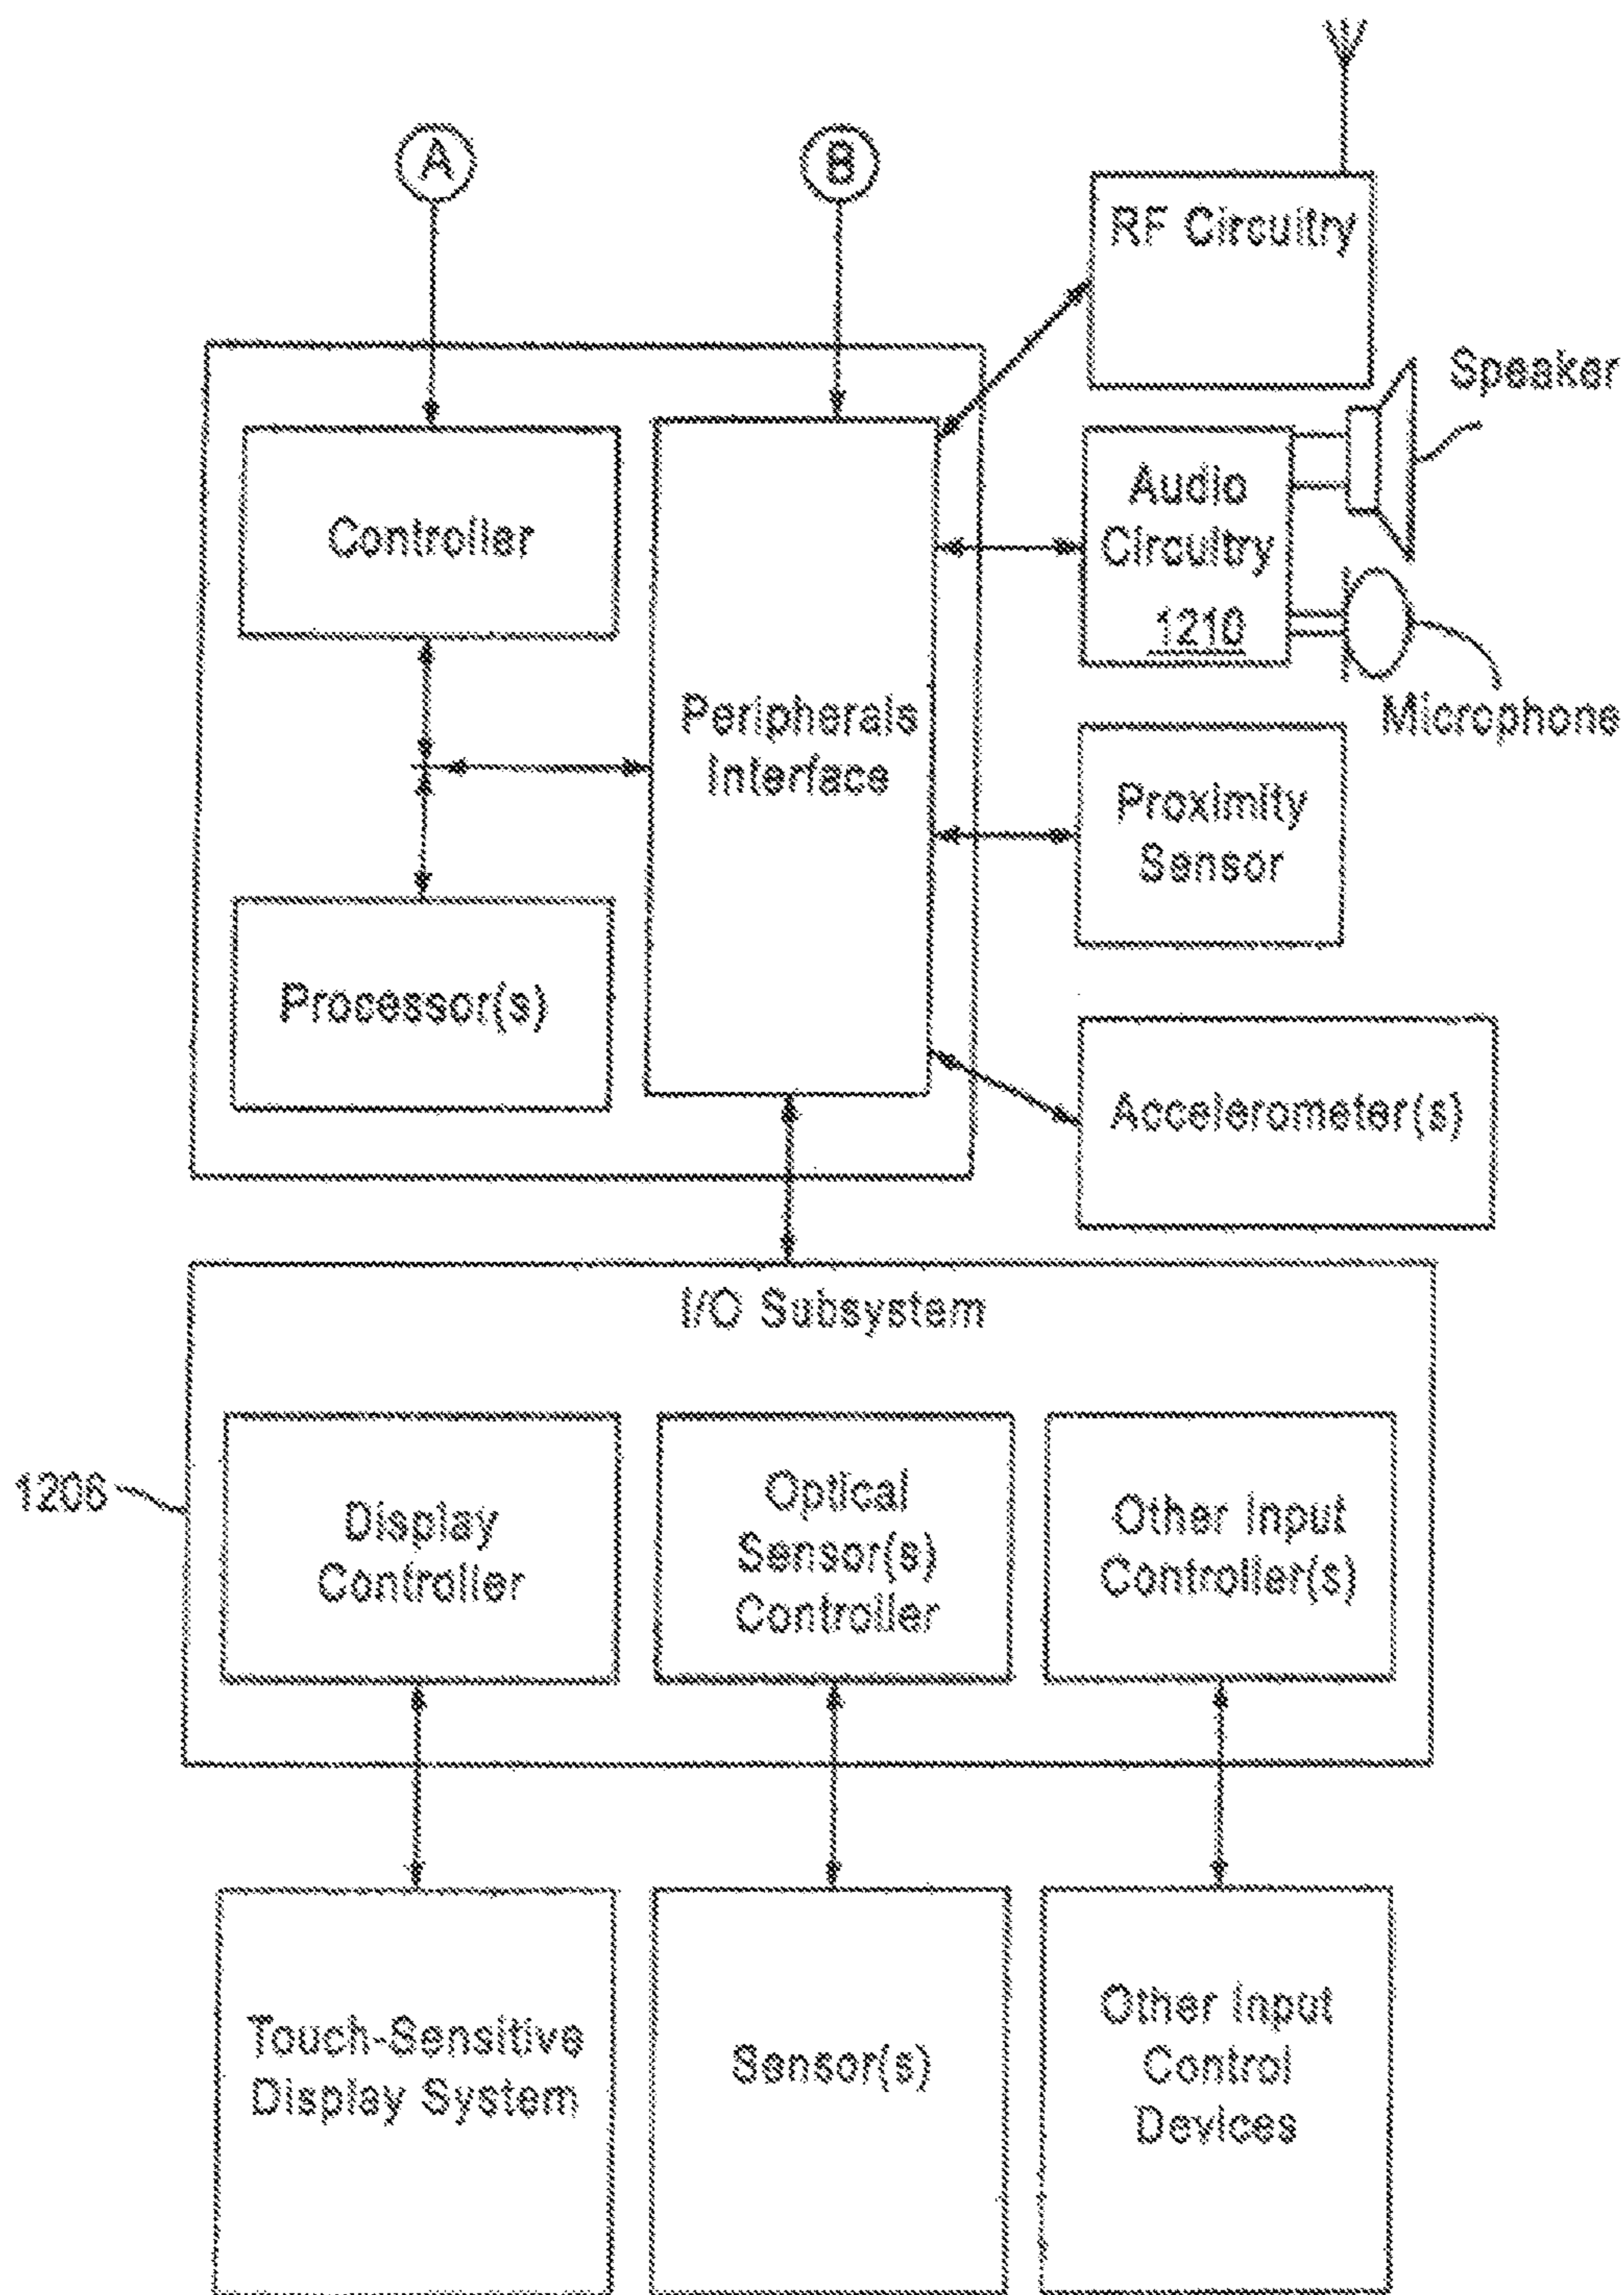 A
B
RF Circuitry
Speaker
Controller
Audio
Circuitry
1210
Microphone
Peripherals
Interface
Proximity
Sensor
Processor(s)
Accelerometer(s)
I/O Subsystem
1206
Display
Controller
Optical
Sensor(s)
Controller
Other Input
Controller(s)
Touch-Sensitive
Display System
Sensor(s)
Other Input
Control
Devices